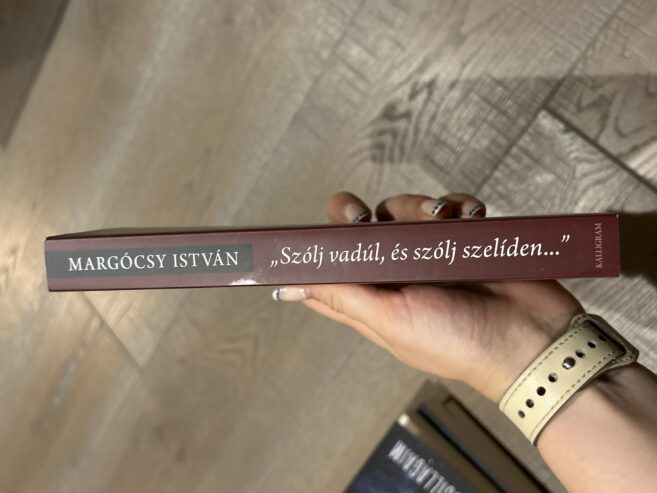 MARGÓCSY ISTVÁN
„Szólj vadúl, és szólj szelíden...”
KALLIGRAM